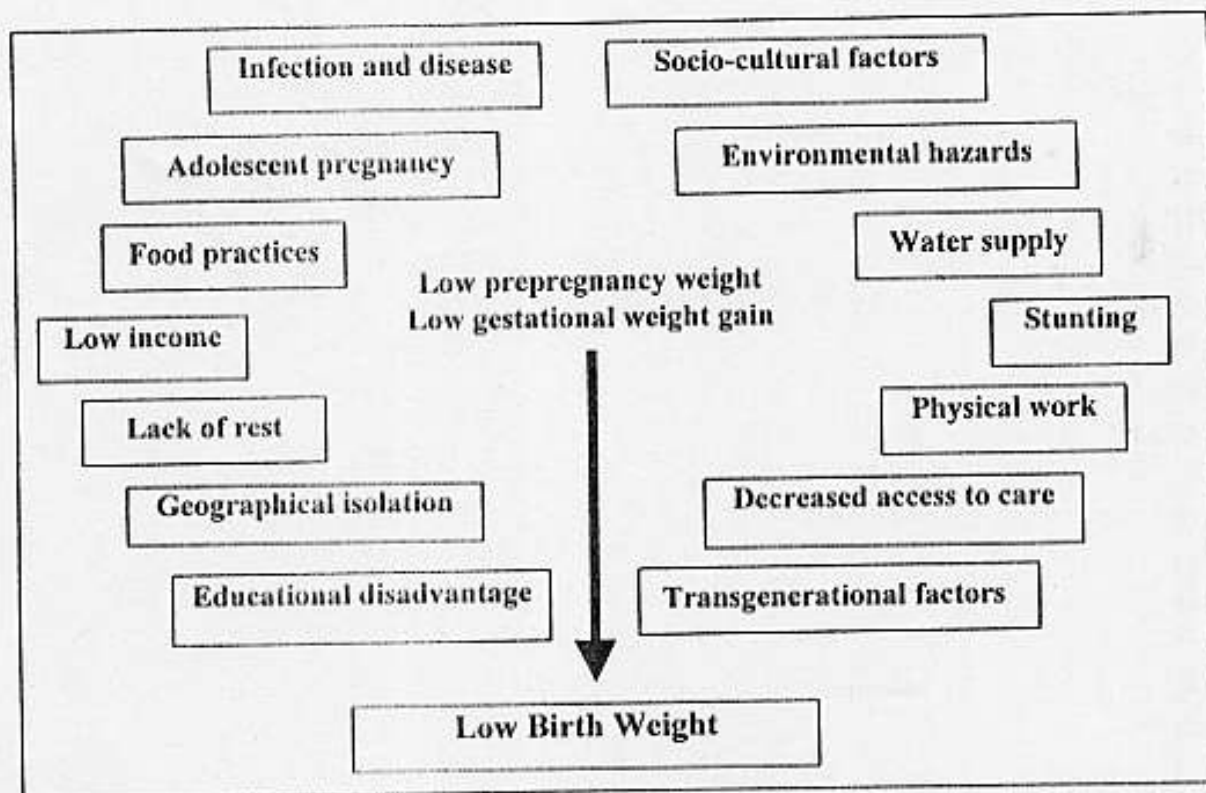 Infection and disease
Socio-cultural factors
Adolescent pregnancy
Environmental hazards
Food practices
Water supply
Low prepregnancy weight
Low gestational weight gain
Low income
Stunting
Lack of rest
Physical work
Geographical isolation
Decreased access to care
Educational disadvantage
Transgenerational factors
Low Birth Weight